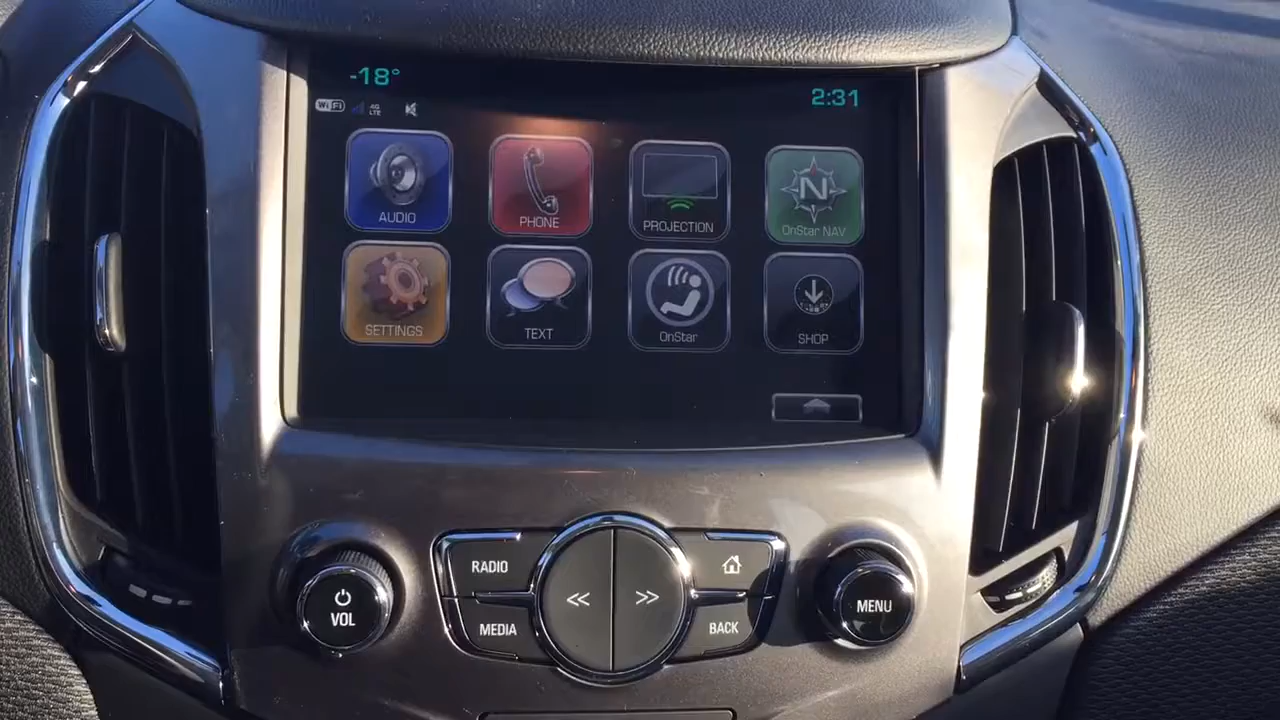 -18°
2:31
WiFi
4G
LTE
AUDIO
PHONE
PROJECTION
N
OnStar NAV
SETTINGS
TEXT
OnStar
SHOP
RADIO
MEDIA
<<
>>
BACK
VOL
MENU